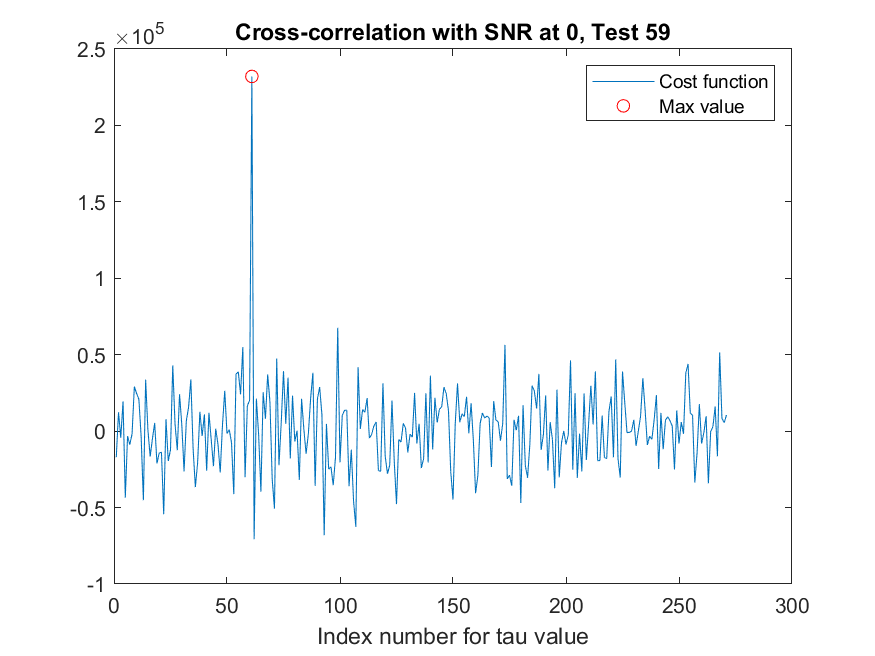 Cross-correlation with SNR at 0, Test 59
×10⁵
2.5
2
1.5
1
0.5
0
-0.5
-1
0 50 100 150 200 250 300
Index number for tau value
Cost function
Max value